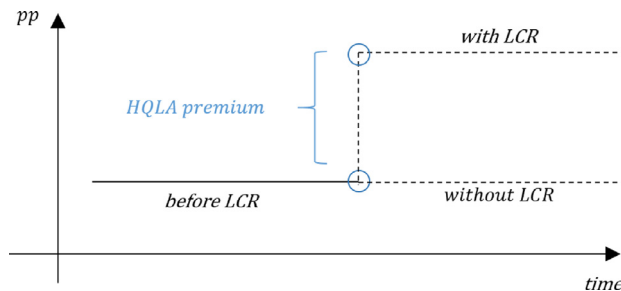 pp
with LCR
HQLA premium
before LCR
without LCR
time